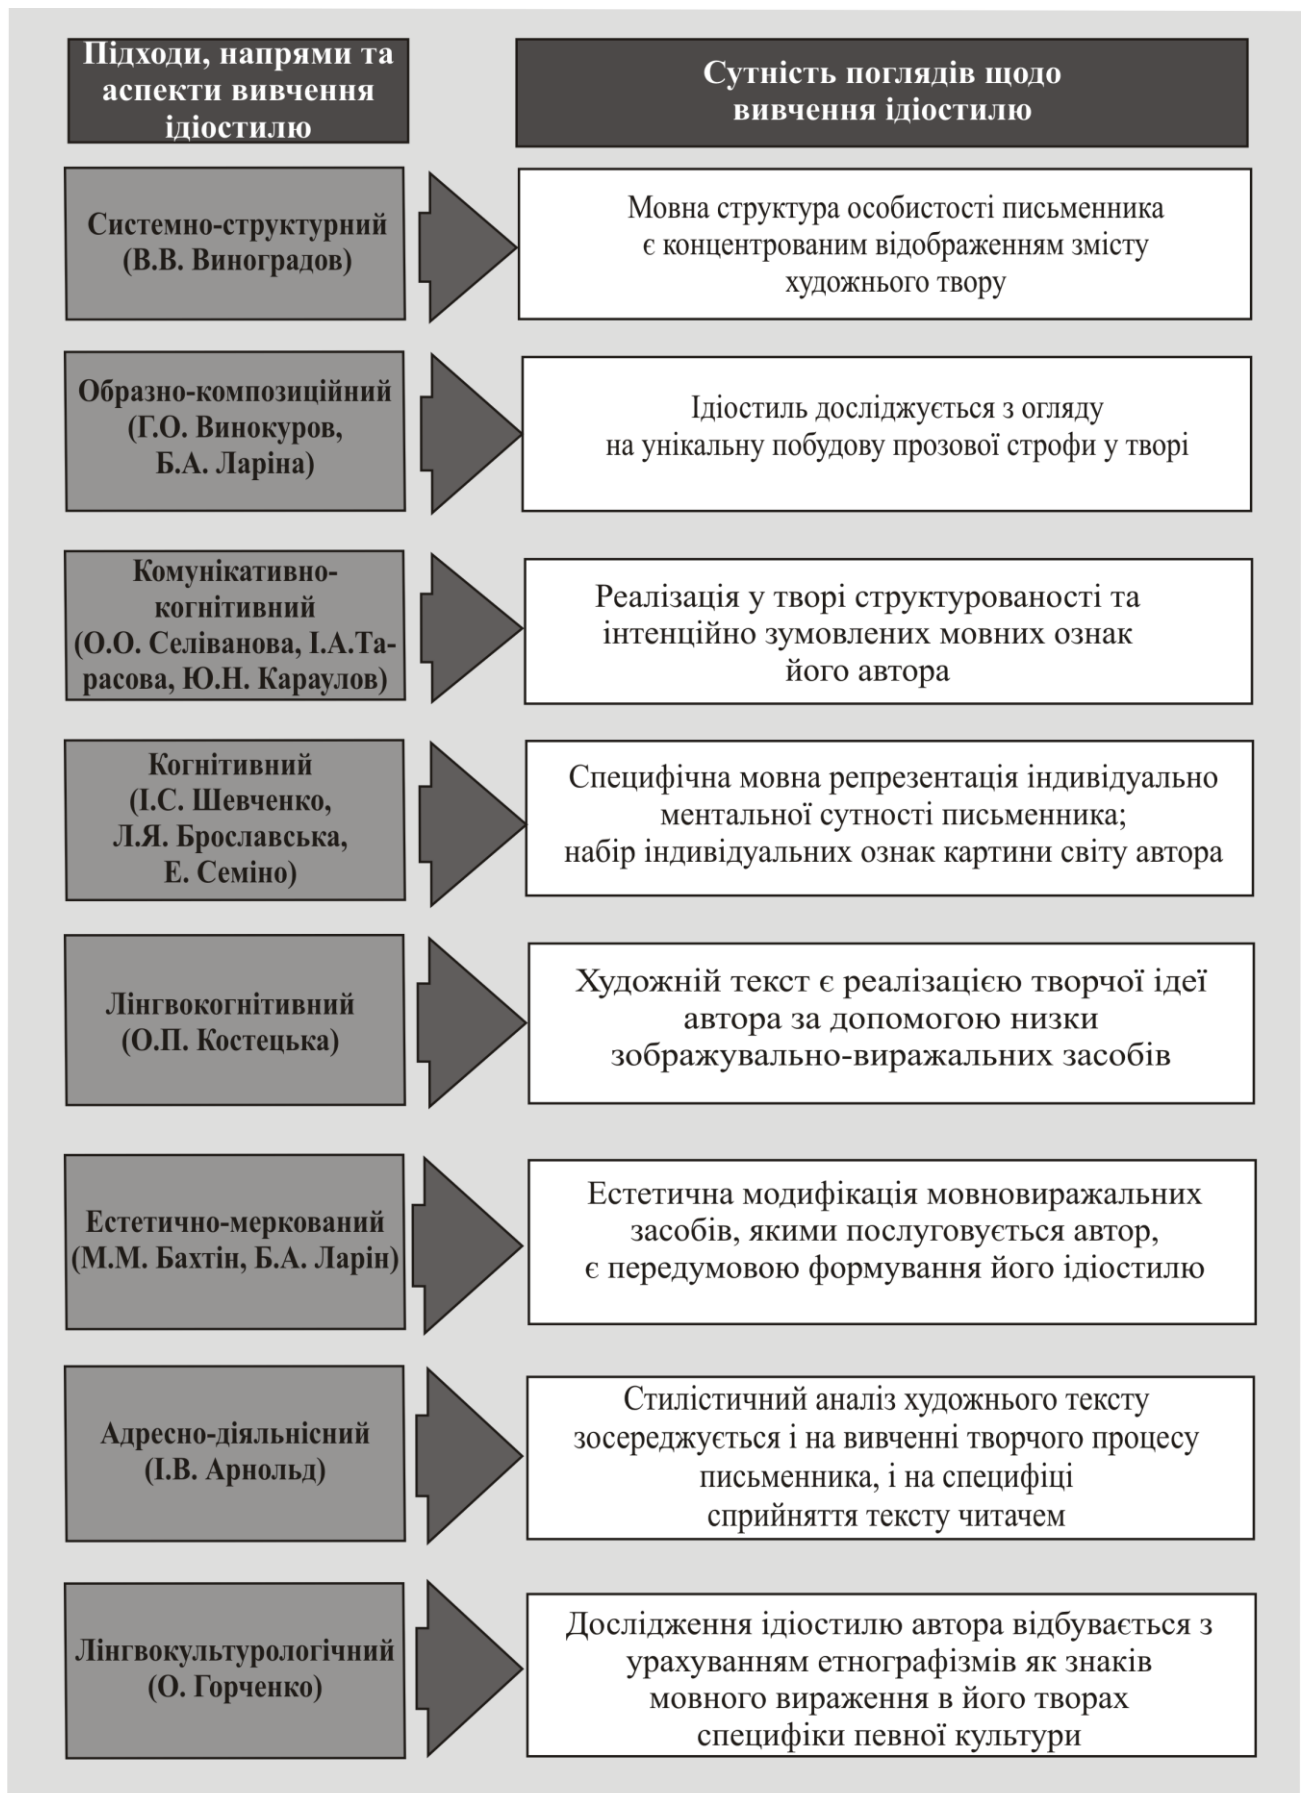 Підходи, напрями та
аспекти вивчення
ідіостилю
Сутність поглядів щодо
вивчення ідіостилю
Системно-структурний
(В.В. Виноградов)
Мовна структура особистості письменника
є концентрованим відображенням змісту
художнього твору
Образно-композиційний
(Г.О. Винокуров,
Б.А. Ларіна)
Ідіостиль досліджується з огляду
на унікальну побудову прозової строфи у творі
Комунікативно-
когнітивний
(О.О. Селіванова, І.А.Та-
расова, Ю.Н. Караулов)
Реалізація у творі структурованості та
інтенційно зумовлених мовних ознак
його автора
Когнітивний
(І.С. Шевченко,
Л.Я. Брославська,
Е. Семіно)
Специфічна мовна репрезентація індивідуально
ментальної сутності письменника;
набір індивідуальних ознак картини світу автора
Лінгвокогнітивний
(О.П. Костецька)
Художній текст є реалізацією творчої ідеї
автора за допомогою низки
зображувально-виражальних засобів
Естетично-меркований
(М.М. Бахтін, Б.А. Ларін)
Естетична модифікація мовновиражальних
засобів, якими послуговується автор,
є передумовою формування його ідіостилю
Адресно-діяльнісний
(І.В. Арнольд)
Стилістичний аналіз художнього тексту
зосереджується і на вивченні творчого процесу
письменника, і на специфіці
сприйняття тексту читачем
Лінгвокультурологічний
(О. Горченко)
Дослідження ідіостилю автора відбувається з
урахуванням етнографізмів як знаків
мовного вираження в його творах
специфіки певної культури